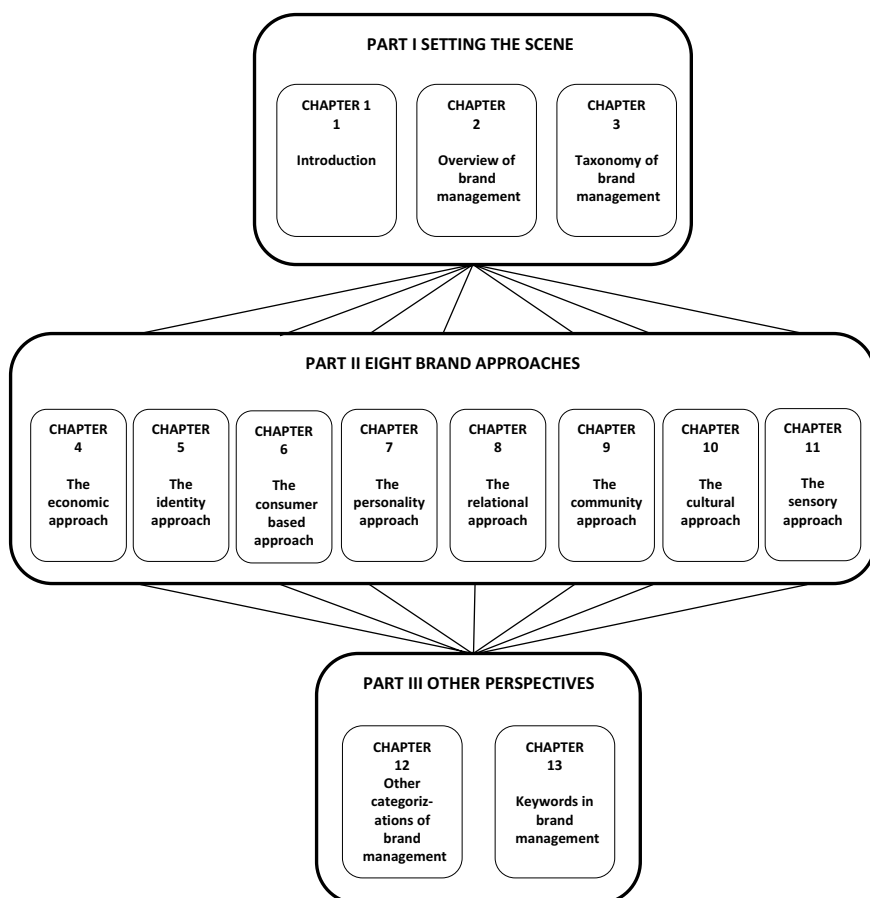 PART I SETTING THE SCENE
CHAPTER 1
1
Introduction
CHAPTER
2
Overview of
brand
management
CHAPTER
3
Taxonomy of
brand
management
PART II EIGHT BRAND APPROACHES
CHAPTER
4
The
economic
approach
CHAPTER
5
The
identity
approach
CHAPTER
6
The
consumer
based
approach
CHAPTER
7
The
personality
approach
CHAPTER
8
The
relational
approach
CHAPTER
9
The
community
approach
CHAPTER
10
The
cultural
approach
CHAPTER
11
The
sensory
approach
PART III OTHER PERSPECTIVES
CHAPTER
12
Other
categoriz-
ations of
brand
management
CHAPTER
13
Keywords in
brand
management